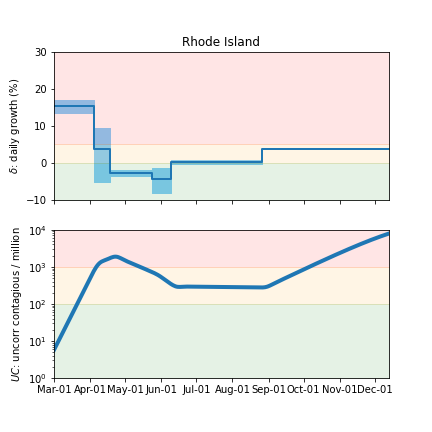 Rhode Island
30
20
10
0
−10
δ: daily growth (%)
10⁴
10³
10²
10¹
10⁰
UC: uncorr contagious / million
Mar-01 Apr-01 May-01 Jun-01 Jul-01 Aug-01 Sep-01 Oct-01 Nov-01 Dec-01